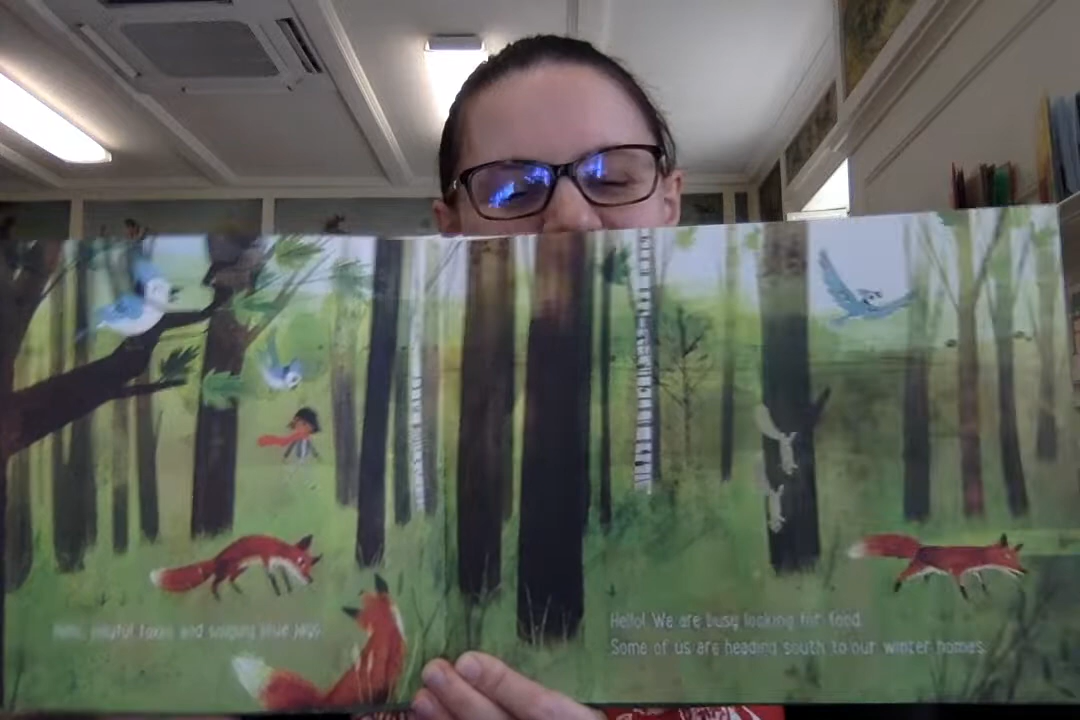 Hello, playful foxes and singing blue jays.
Hello! We are busy looking for food.
Some of us are heading south to our winter homes.